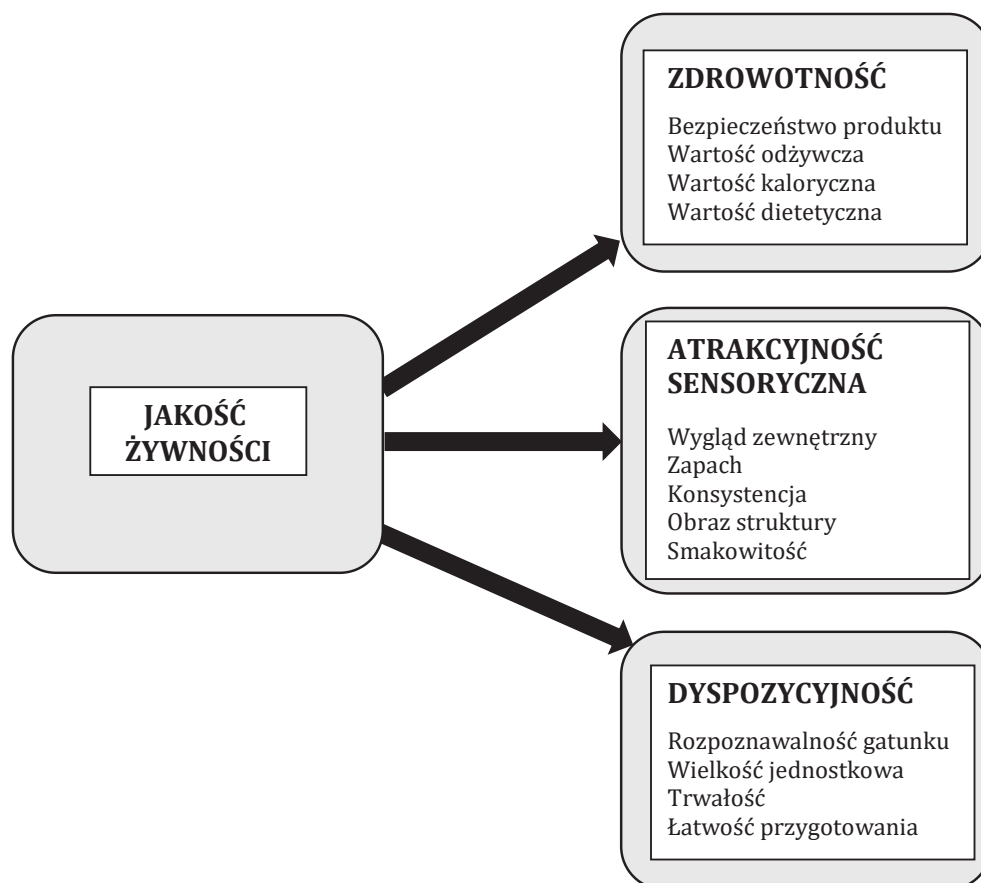 JAKOŚĆ
ŻYWNOŚCI
ZDROWOTNOŚĆ
Bezpieczeństwo produktu
Wartość odżywcza
Wartość kaloryczna
Wartość dietetyczna
ATRAKCYJNOŚĆ
SENSORYCZNA
Wygląd zewnętrzny
Zapach
Konsystencja
Obraz struktury
Smakowitość
DYSPOZYCYJNOŚĆ
Rozpoznawalność gatunku
Wielkość jednostkowa
Trwałość
Łatwość przygotowania